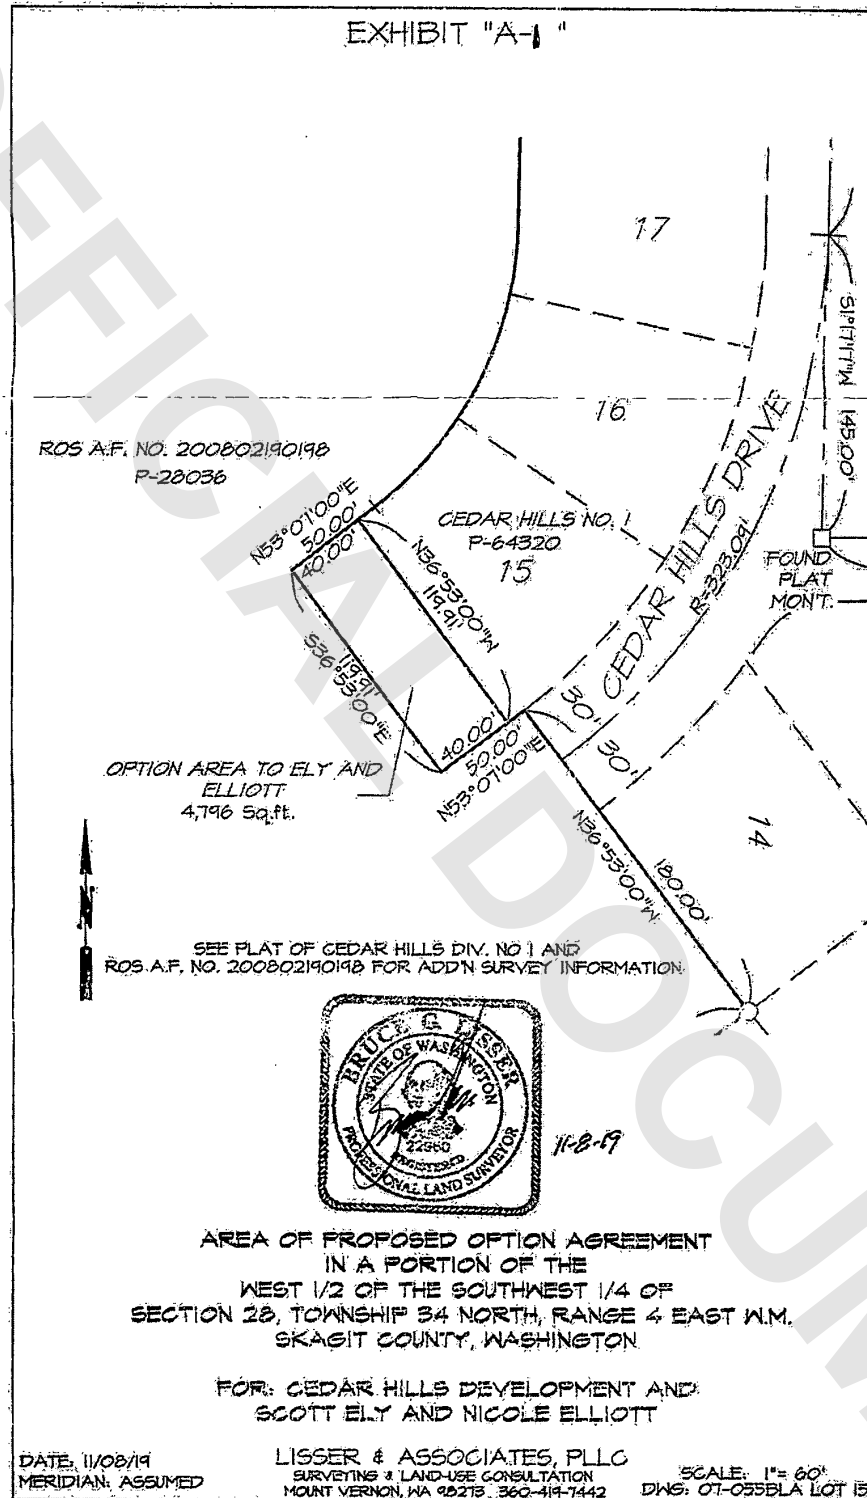 EXHIBIT "A-1"
17
S1°17'17"W 145.00'
16
ROS A.F. NO. 200802190198
P-28036
N53°07'00"E
50.00'
40.00'
CEDAR HILLS NO. 1
P-64320
15
N36°53'00"W
119.91'
CEDAR HILLS DRIVE
R=323.09'
FOUND
PLAT
MON'T.
119.91'
S36°53'00"E
40.00'
50.00'
N53°07'00"E
30'
30'
OPTION AREA TO ELY AND
ELLIOTT
4,796 Sq.ft.
14
N36°53'00"W
180.00'
N
SEE PLAT OF CEDAR HILLS DIV. NO 1 AND
ROS A.F. NO. 200802190198 FOR ADD'N SURVEY INFORMATION
BRUCE G. LISSER
STATE OF WASHINGTON
22960
REGISTERED
PROFESSIONAL LAND SURVEYOR
11-8-19
AREA OF PROPOSED OPTION AGREEMENT
IN A PORTION OF THE
WEST 1/2 OF THE SOUTHWEST 1/4 OF
SECTION 28, TOWNSHIP 34 NORTH, RANGE 4 EAST W.M.
SKAGIT COUNTY, WASHINGTON
FOR: CEDAR HILLS DEVELOPMENT AND
SCOTT ELY AND NICOLE ELLIOTT
DATE: 11/08/19
MERIDIAN: ASSUMED
LISSER & ASSOCIATES, PLLC
SURVEYING & LAND-USE CONSULTATION
MOUNT VERNON, WA 98273 360-419-7442
SCALE: 1"= 60'
DWG: 07-055BLA LOT 15